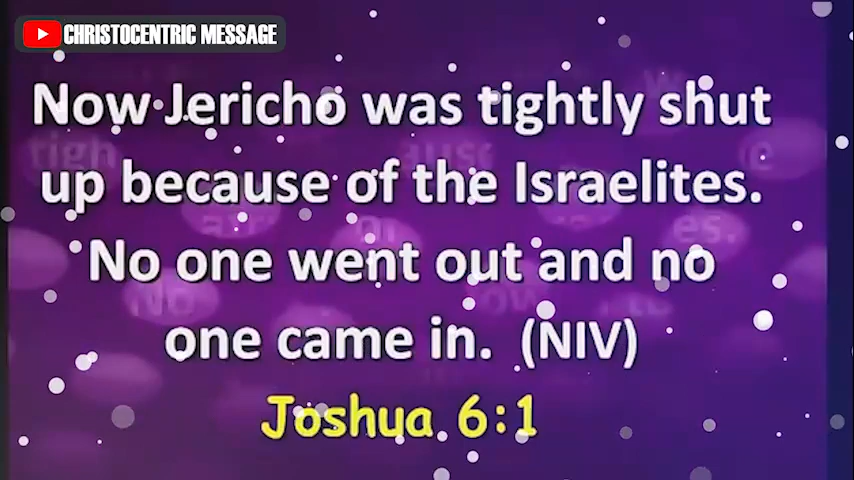 CHRISTOCENTRIC MESSAGE
Now Jericho was tightly shut
up because of the Israelites.
No one went out and no
one came in. (NIV)
Joshua 6:1